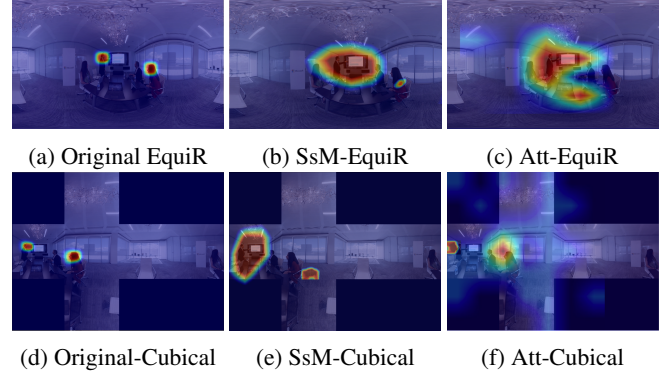 (a) Original EquiR
(b) SsM-EquiR
(c) Att-EquiR
(d) Original-Cubical
(e) SsM-Cubical
(f) Att-Cubical